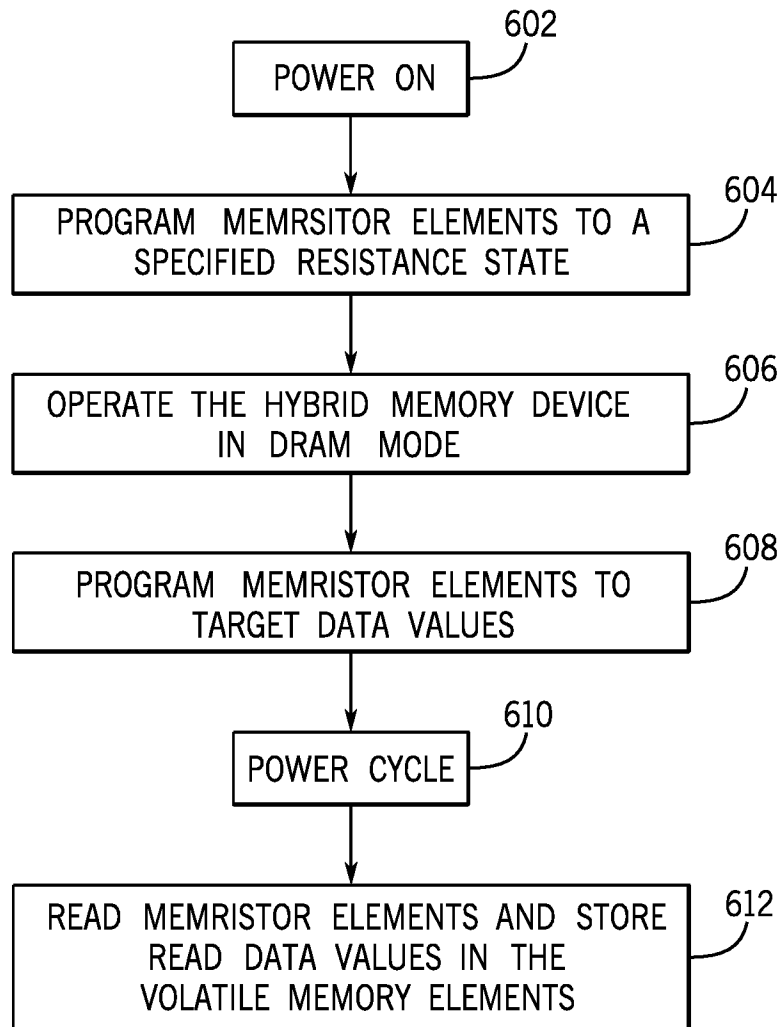 602
POWER ON
604
PROGRAM MEMRSITOR ELEMENTS TO A
SPECIFIED RESISTANCE STATE
606
OPERATE THE HYBRID MEMORY DEVICE
IN DRAM MODE
608
PROGRAM MEMRISTOR ELEMENTS TO
TARGET DATA VALUES
610
POWER CYCLE
612
READ MEMRISTOR ELEMENTS AND STORE
READ DATA VALUES IN THE
VOLATILE MEMORY ELEMENTS